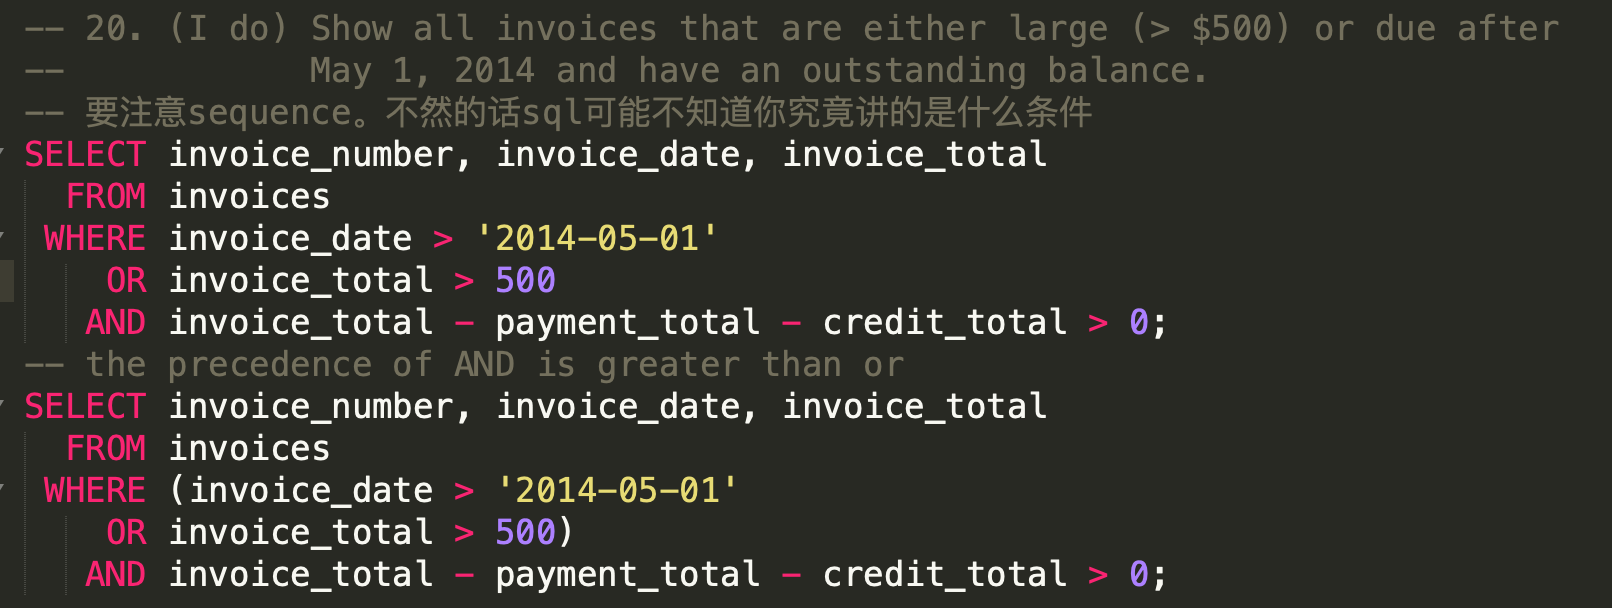 -- 20. (I do) Show all invoices that are either large (> $500) or due after
--            May 1, 2014 and have an outstanding balance.
-- 要注意sequence。不然的话sql可能不知道你究竟讲的是什么条件
SELECT invoice_number, invoice_date, invoice_total
  FROM invoices
 WHERE invoice_date > '2014-05-01'
    OR invoice_total > 500
   AND invoice_total - payment_total - credit_total > 0;
-- the precedence of AND is greater than or
SELECT invoice_number, invoice_date, invoice_total
  FROM invoices
 WHERE (invoice_date > '2014-05-01'
    OR invoice_total > 500)
   AND invoice_total - payment_total - credit_total > 0;